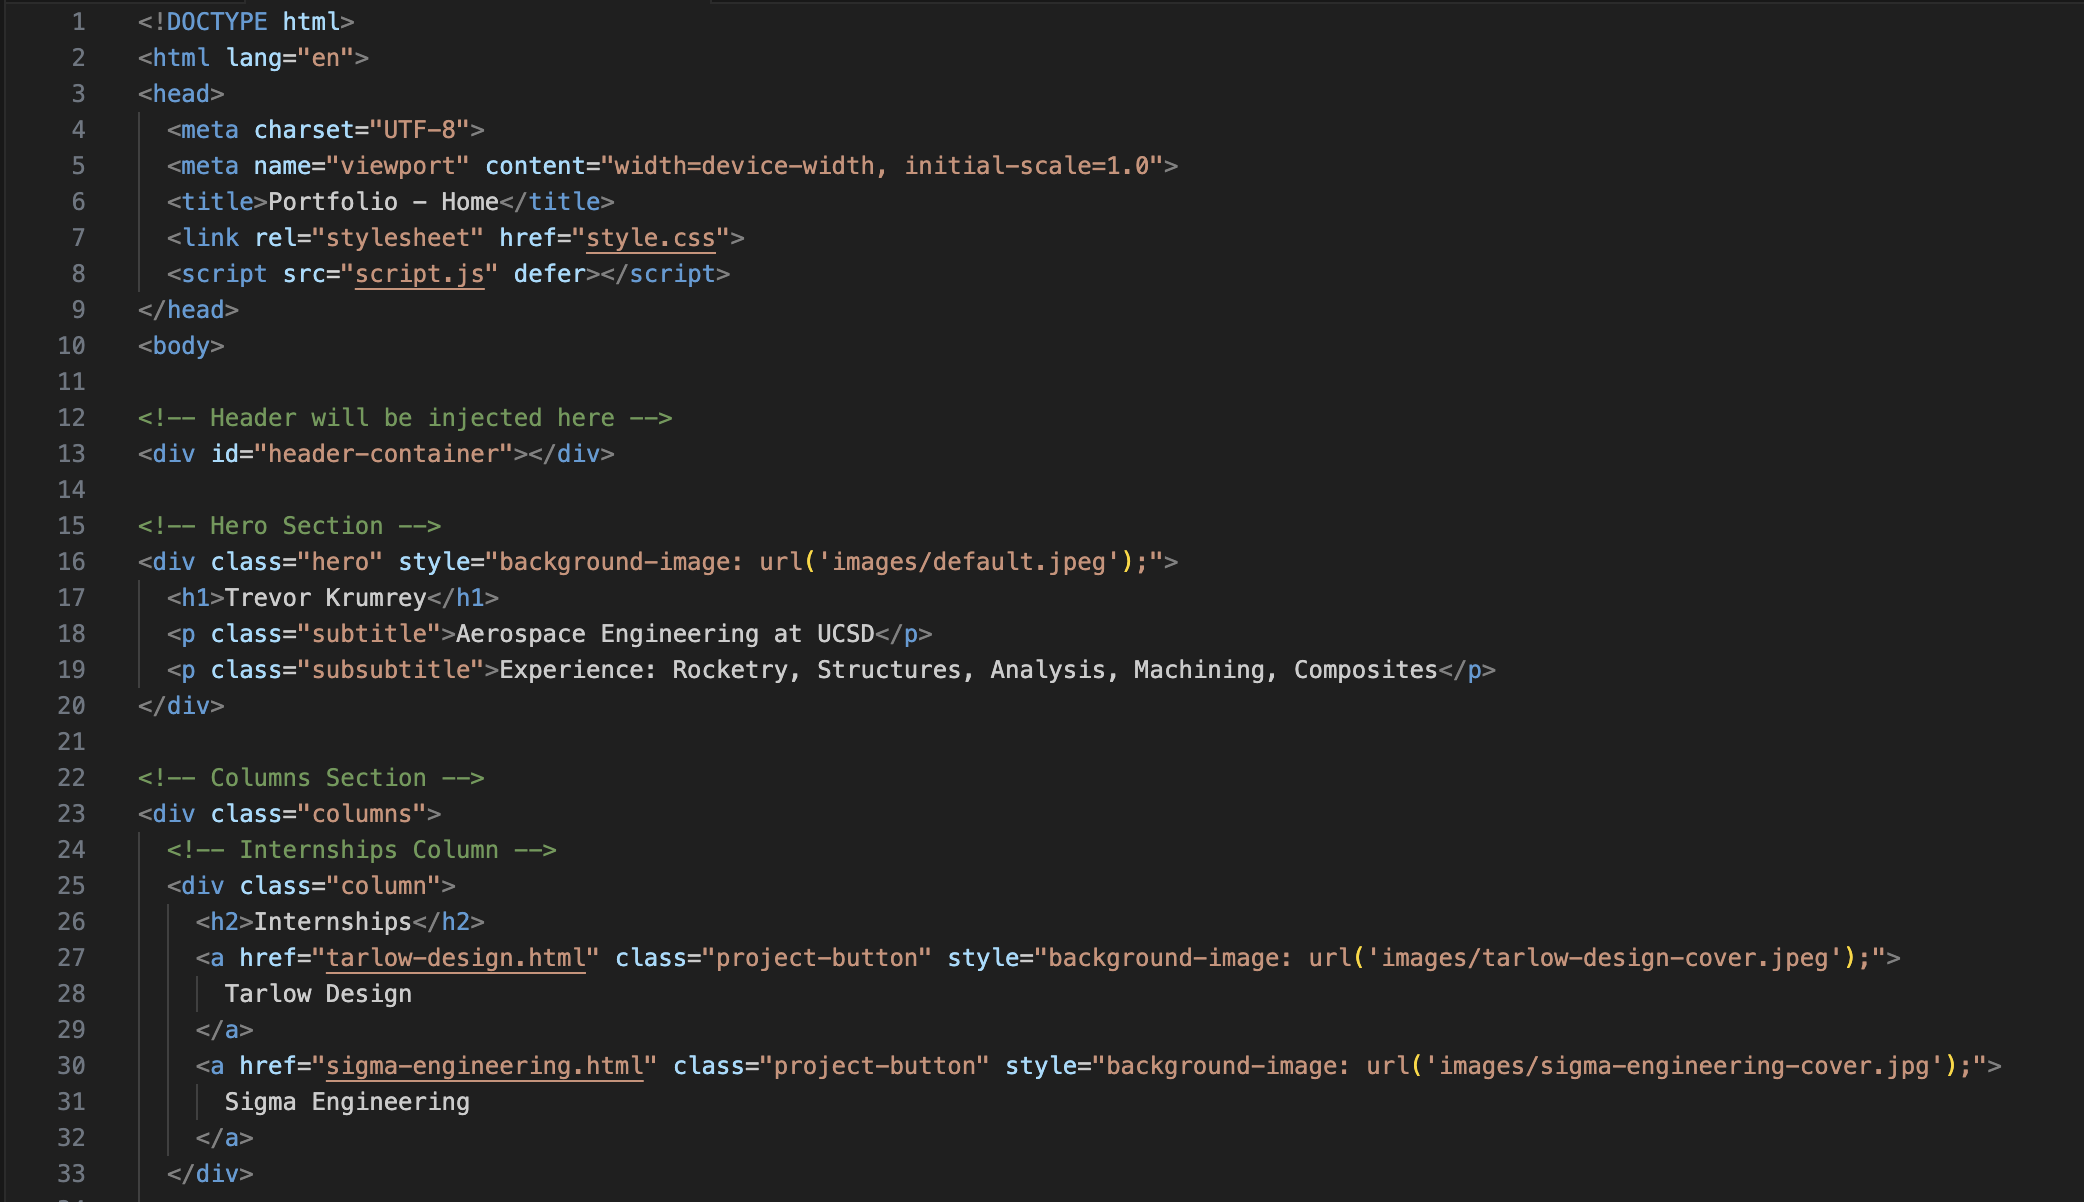 1 <!DOCTYPE html>
2 <html lang="en">
3 <head>
4   <meta charset="UTF-8">
5   <meta name="viewport" content="width=device-width, initial-scale=1.0">
6   <title>Portfolio - Home</title>
7   <link rel="stylesheet" href="style.css">
8   <script src="script.js" defer></script>
9 </head>
10 <body>
11
12 <!-- Header will be injected here -->
13 <div id="header-container"></div>
14
15 <!-- Hero Section -->
16 <div class="hero" style="background-image: url('images/default.jpeg');">
17   <h1>Trevor Krumrey</h1>
18   <p class="subtitle">Aerospace Engineering at UCSD</p>
19   <p class="subsubtitle">Experience: Rocketry, Structures, Analysis, Machining, Composites</p>
20 </div>
21
22 <!-- Columns Section -->
23 <div class="columns">
24   <!-- Internships Column -->
25   <div class="column">
26     <h2>Internships</h2>
27     <a href="tarlow-design.html" class="project-button" style="background-image: url('images/tarlow-design-cover.jpeg');">
28       Tarlow Design
29     </a>
30     <a href="sigma-engineering.html" class="project-button" style="background-image: url('images/sigma-engineering-cover.jpg');">
31       Sigma Engineering
32     </a>
33   </div>